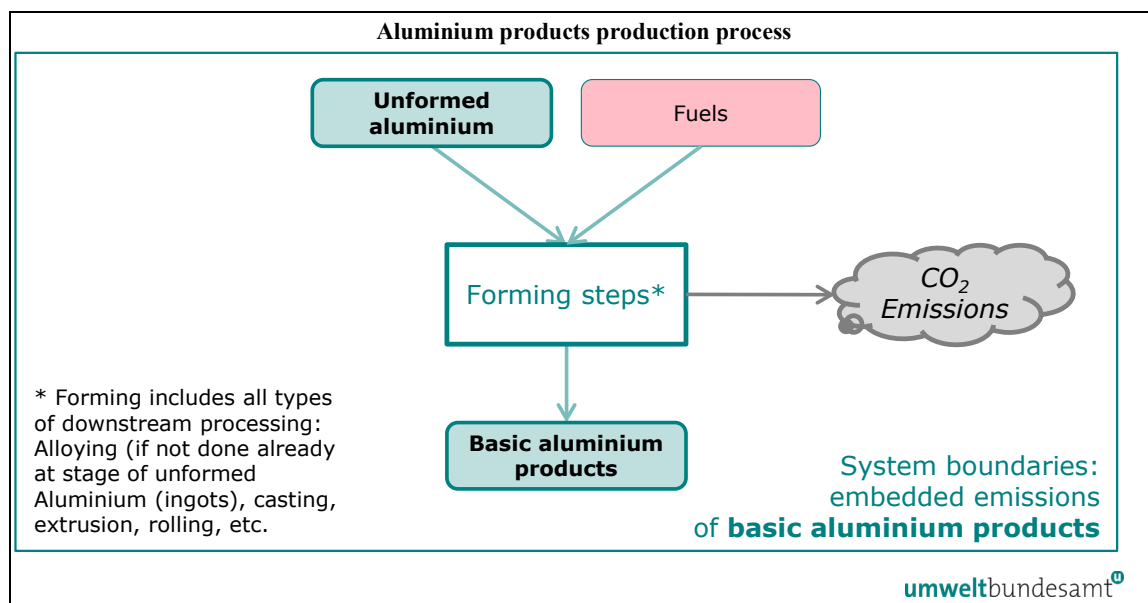 Aluminium products production process
Unformed
aluminium
Fuels
Forming steps*
CO2
Emissions
* Forming includes all types
of downstream processing:
Alloying (if not done already
at stage of unformed
Aluminium (ingots), casting,
extrusion, rolling, etc.
Basic aluminium
products
System boundaries:
embedded emissions
of basic aluminium products
umweltbundesamt u